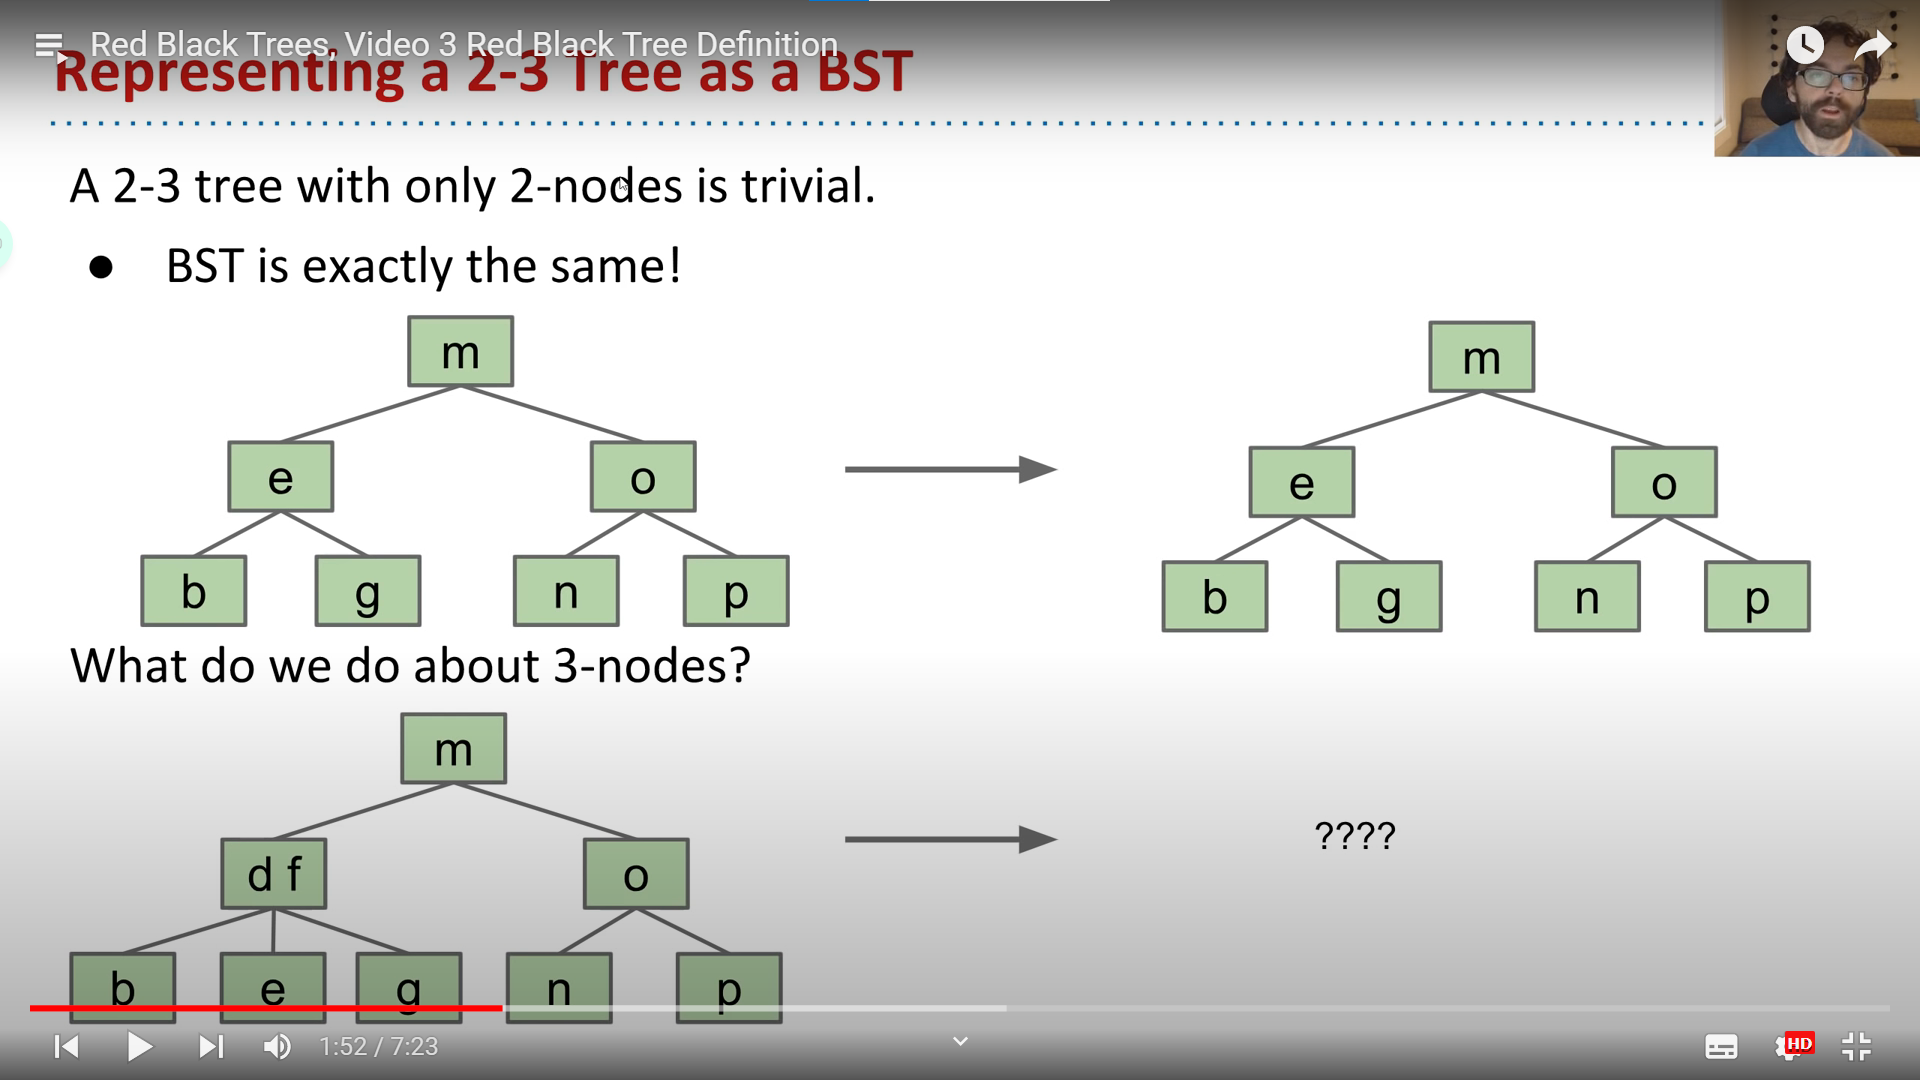 Red Black Trees, Video 3 Red Black Tree Definition
Representing a 2-3 Tree as a BST
A 2-3 tree with only 2-nodes is trivial.
● BST is exactly the same!
m
e o
b g n p
m
e o
b g n p
What do we do about 3-nodes?
m
d f o
b e g n p
????
1:52 / 7:23
HD